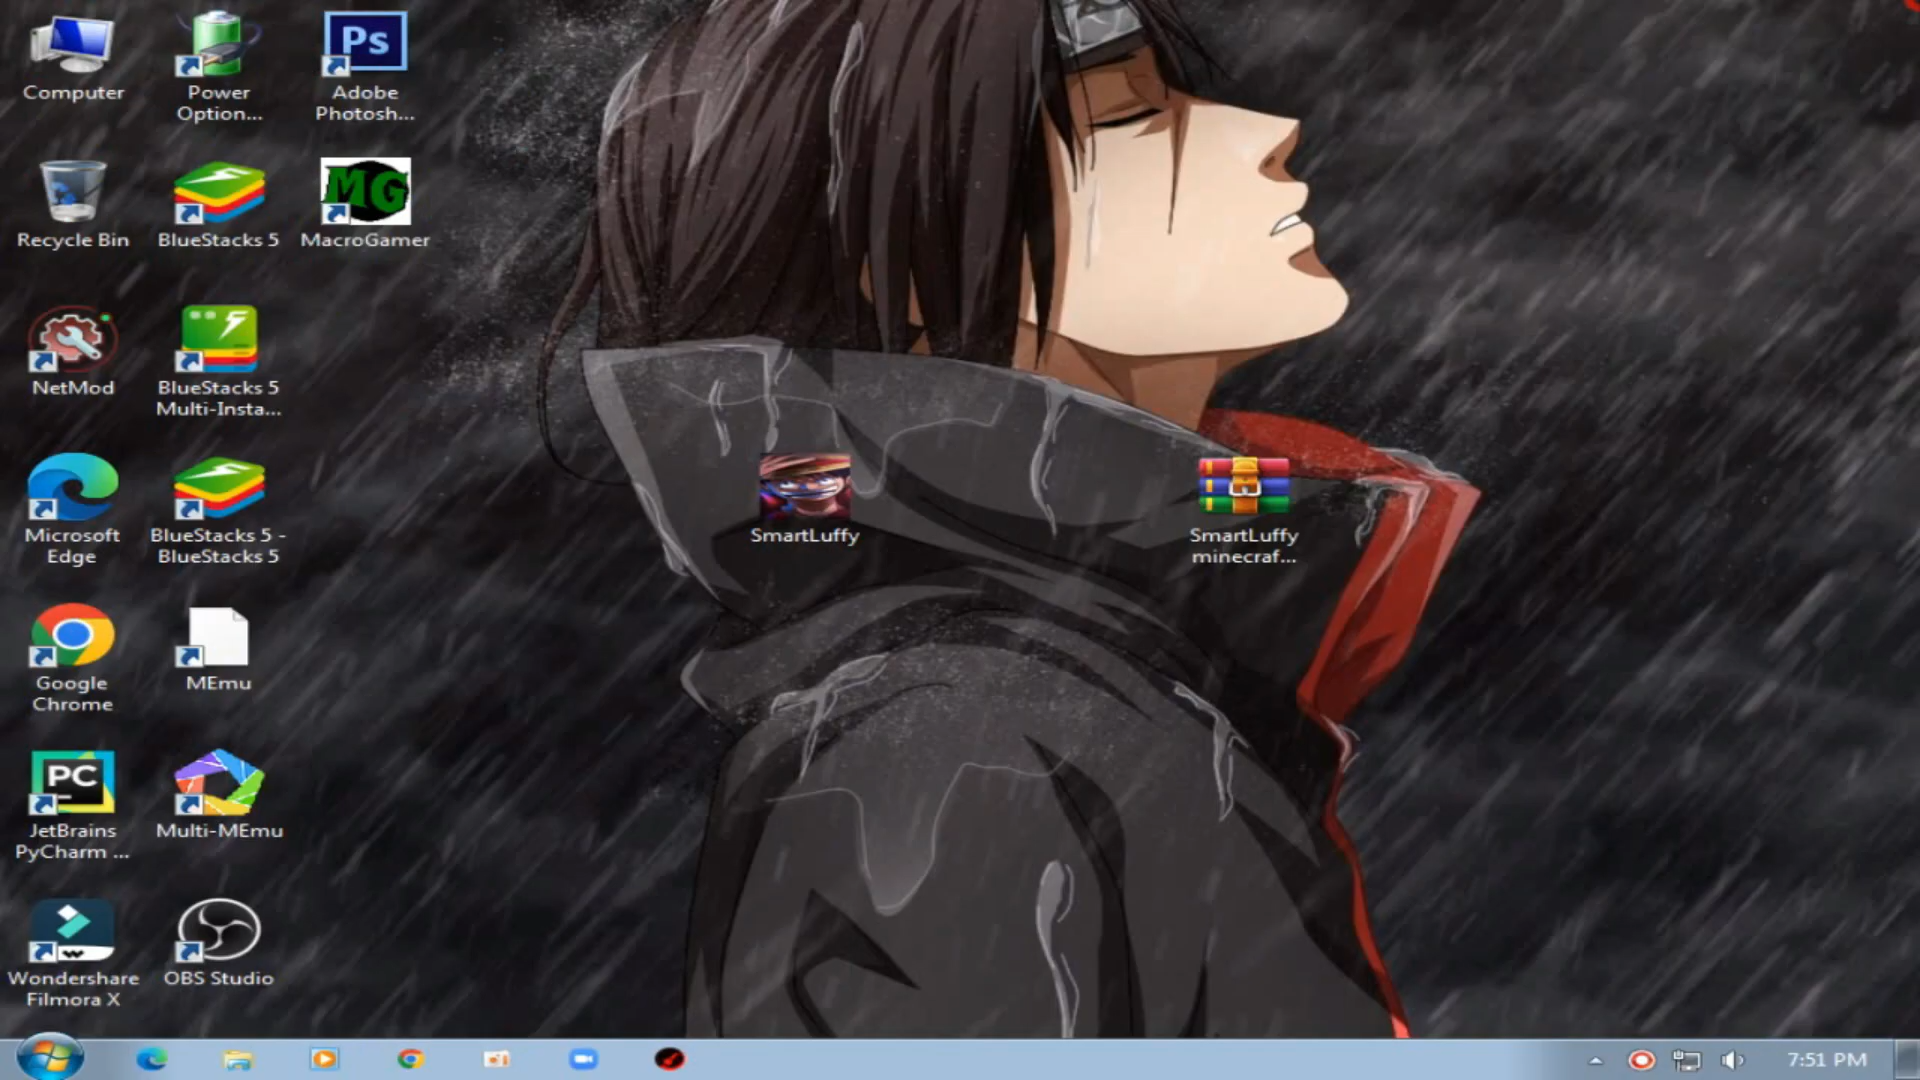 Computer
Power
Option...
Ps
Adobe
Photosh...
Recycle Bin
BlueStacks 5
MG
MacroGamer
NetMod
BlueStacks 5
Multi-Insta...
Microsoft
Edge
BlueStacks 5 -
BlueStacks 5
SmartLuffy
SmartLuffy
minecraf...
Google
Chrome
MEmu
PC
JetBrains
PyCharm ...
Multi-MEmu
Wondershare
Filmora X
OBS Studio
7:51 PM